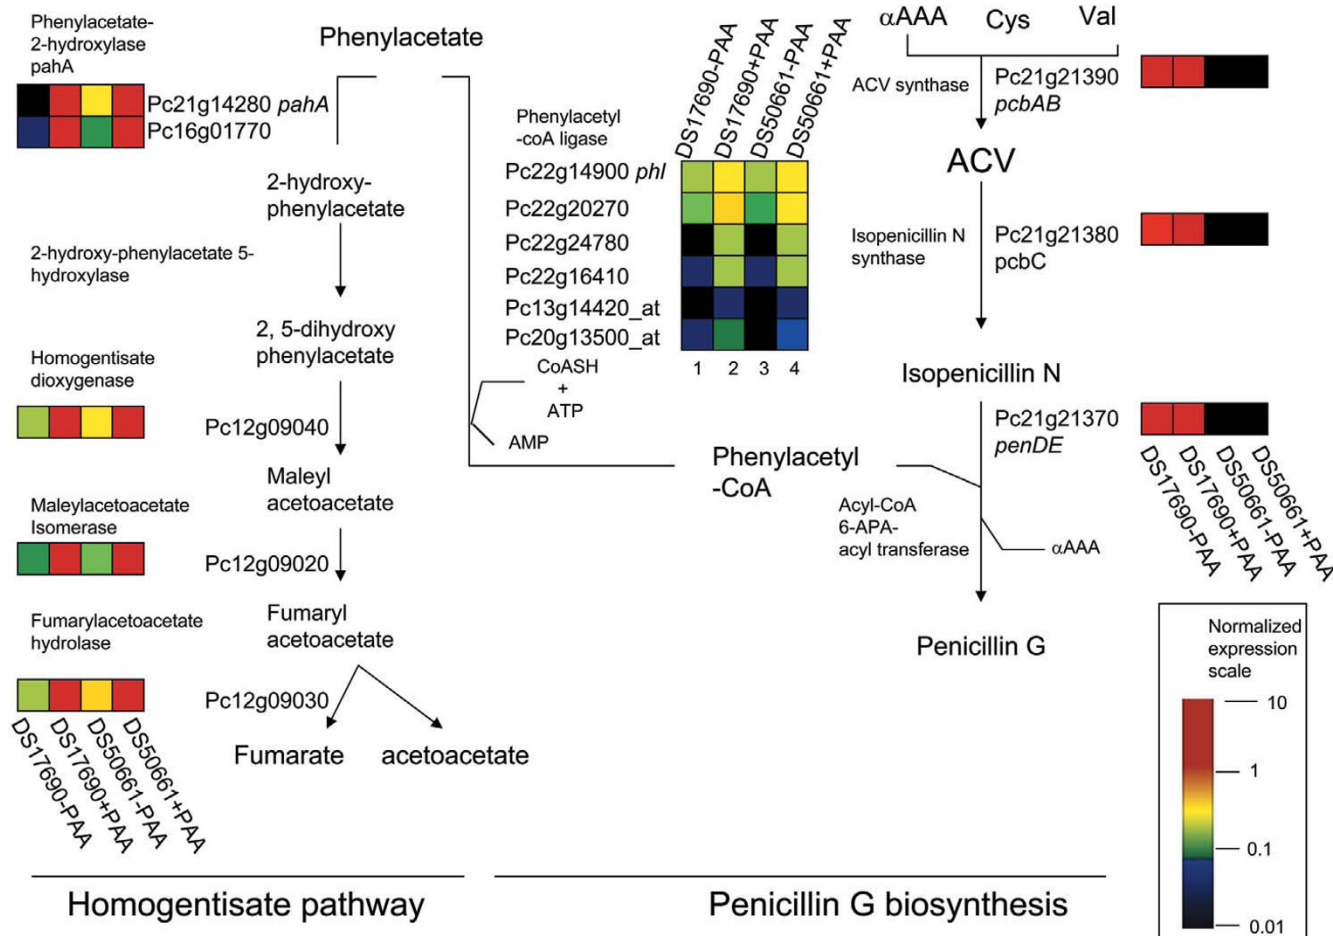 Phenylacetate-
2-hydroxylase
pahA
Pc21g14280 pahA
Pc16g01770
Phenylacetate
2-hydroxy-
phenylacetate
2-hydroxy-phenylacetate 5-
hydroxylase
2, 5-dihydroxy
phenylacetate
Homogentisate
dioxygenase
Pc12g09040
Maleyl
acetoacetate
Maleylacetoacetate
Isomerase
Pc12g09020
Fumaryl
acetoacetate
Fumarylacetoacetate
hydrolase
Pc12g09030
Fumarate
acetoacetate
DS17690-PAA
DS17690+PAA
DS50661-PAA
DS50661+PAA
Homogentisate pathway
Phenylacetyl
-coA ligase
DS17690-PAA
DS17690+PAA
DS50661-PAA
DS50661+PAA
Pc22g14900 phl
Pc22g20270
Pc22g24780
Pc22g16410
Pc13g14420_at
Pc20g13500_at
1 2 3 4
CoASH
+
ATP
AMP
Phenylacetyl
-CoA
αAAA Cys Val
ACV synthase
Pc21g21390
pcbAB
ACV
Isopenicillin N
synthase
Pc21g21380
pcbC
Isopenicillin N
Pc21g21370
penDE
Acyl-CoA
6-APA-
acyl transferase
αAAA
Penicillin G
DS17690-PAA
DS17690+PAA
DS50661-PAA
DS50661+PAA
Normalized
expression
scale
10
1
0.1
0.01
Penicillin G biosynthesis